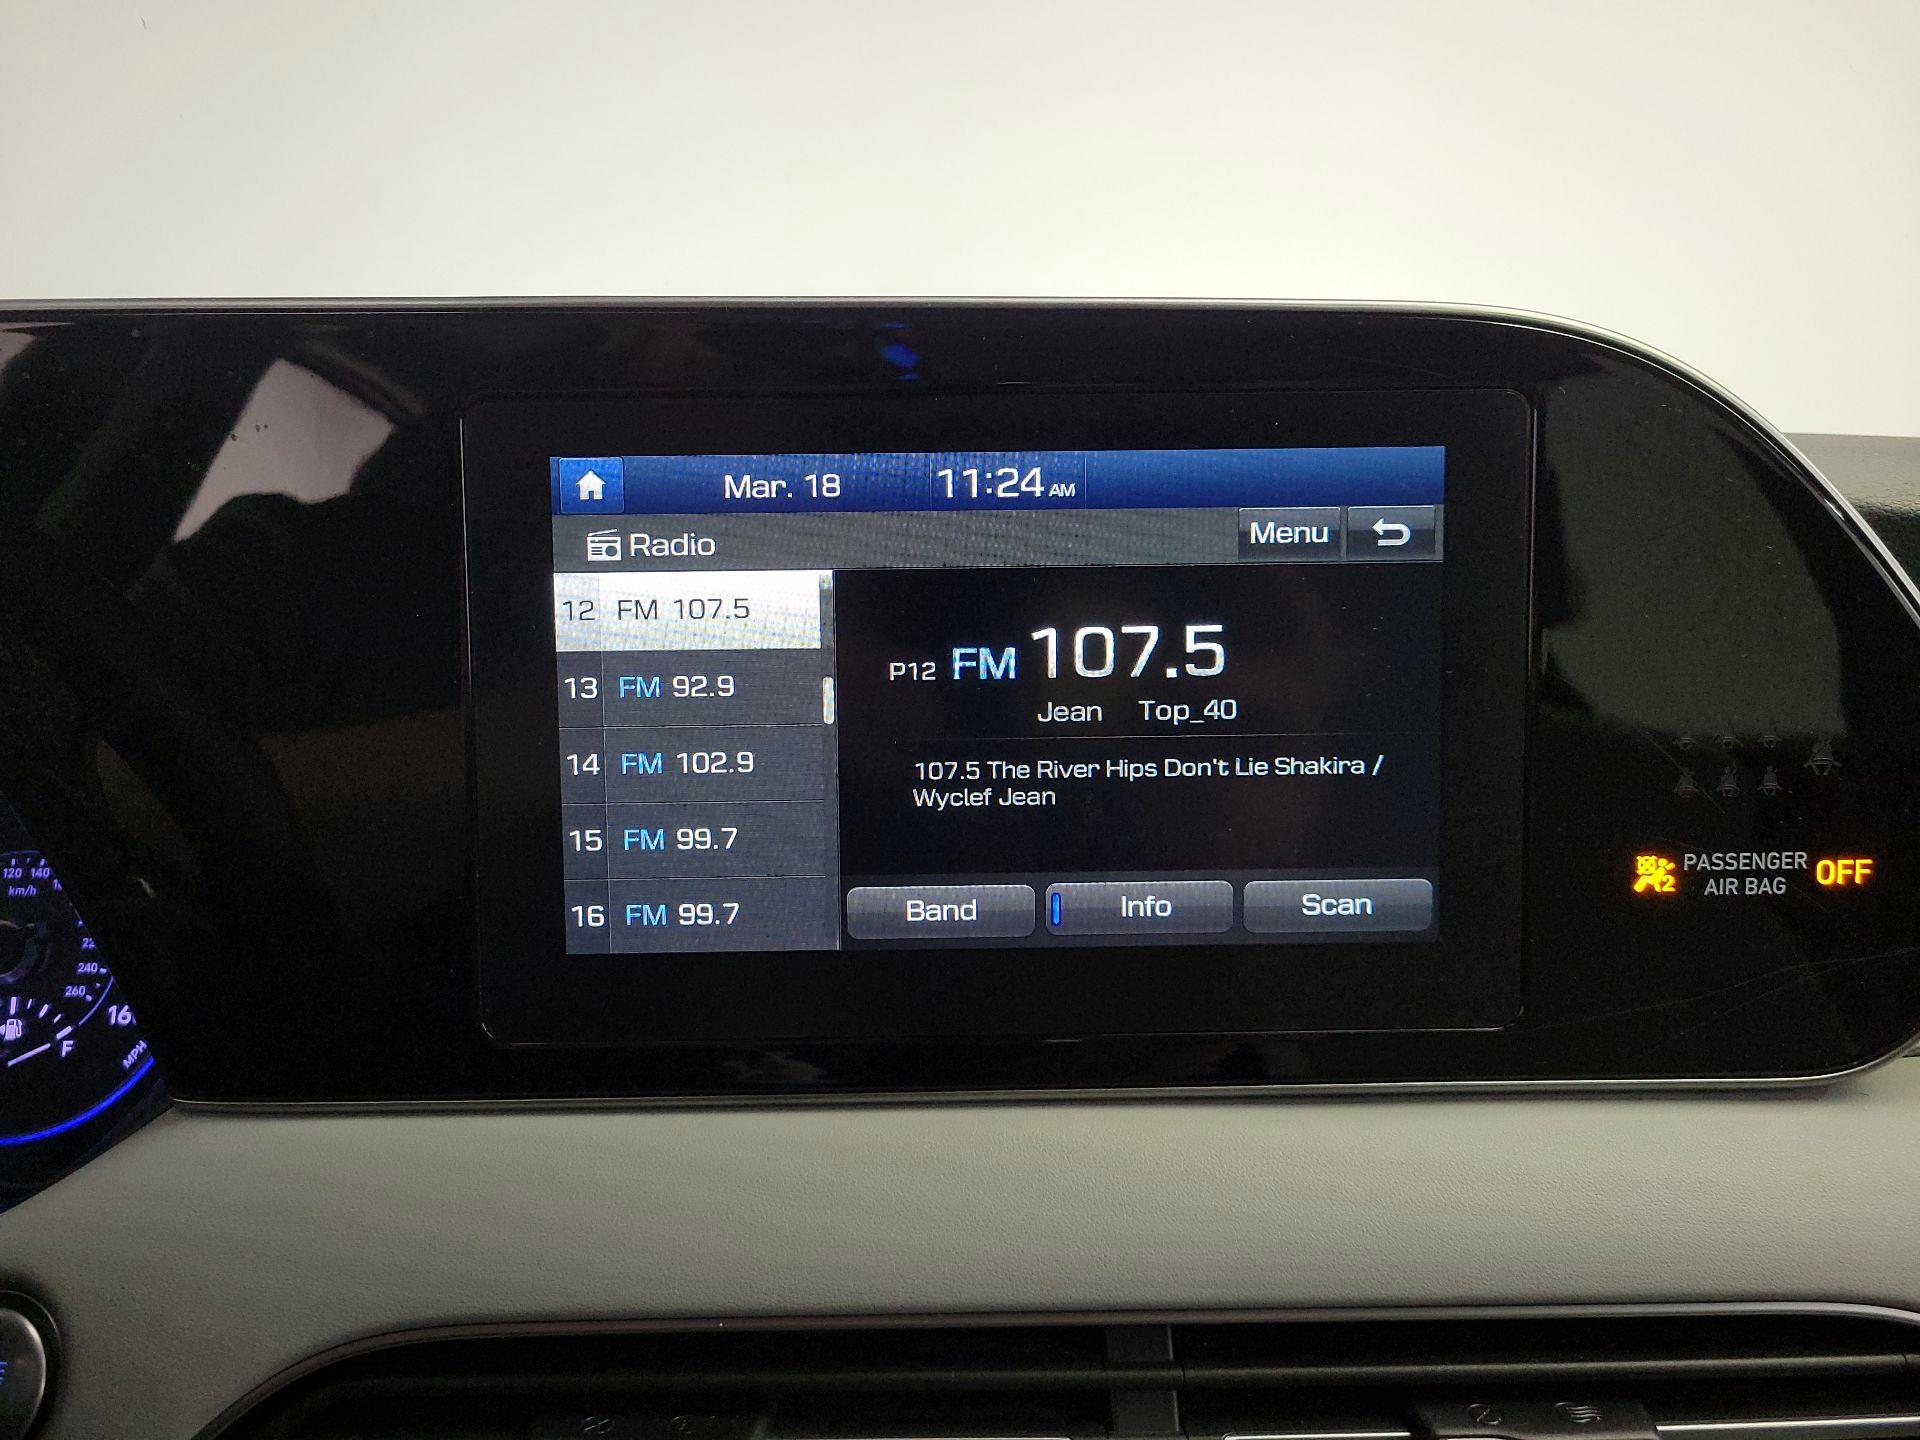 Mar. 18 11:24 AM
Radio Menu
12 FM 107.5
13 FM 92.9
14 FM 102.9
15 FM 99.7
16 FM 99.7
P12 FM 107.5
Jean Top_40
107.5 The River Hips Don't Lie Shakira /
Wyclef Jean
Band Info Scan
2 PASSENGER
AIR BAG OFF
120 140
km/h
240
260
F
MPH